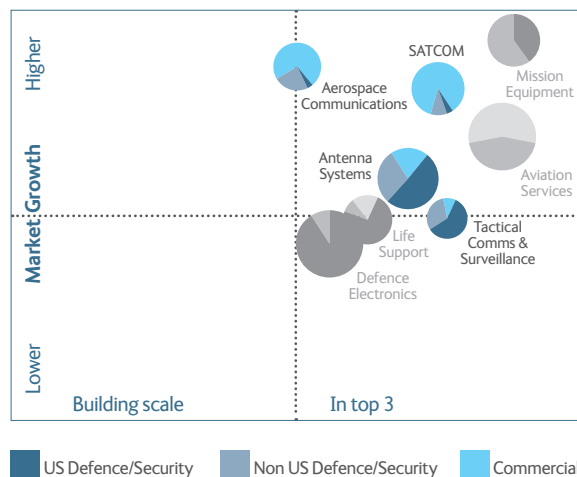 Higher
Market Growth
Lower
SATCOM
Mission
Equipment
Aerospace
Communications
Antenna
Systems
Aviation
Services
Life
Support
Tactical
Comms &
Surveillance
Defence
Electronics
Building scale
In top 3
US Defence/Security
Non US Defence/Security
Commercial